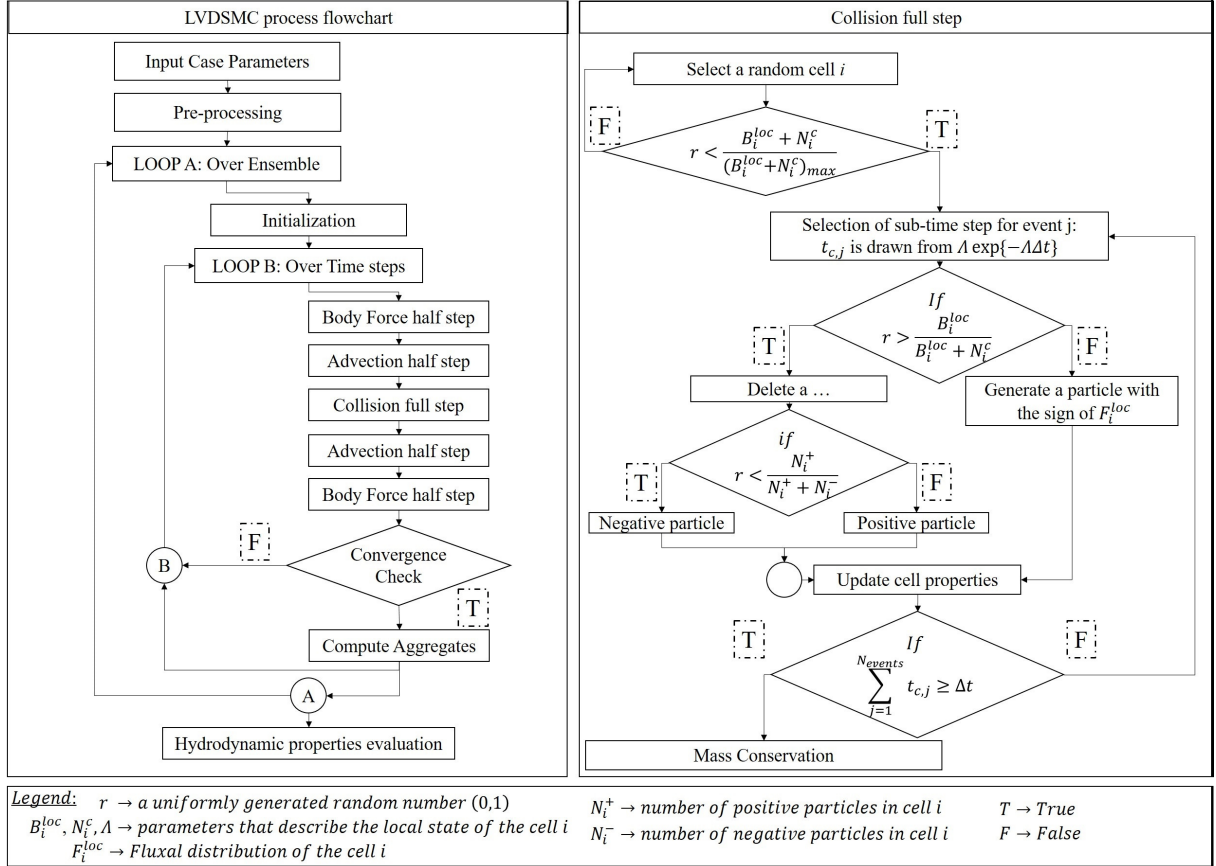 LVDSMC process flowchart
Input Case Parameters
Pre-processing
LOOP A: Over Ensemble
Initialization
LOOP B: Over Time steps
Body Force half step
Advection half step
Collision full step
Advection half step
Body Force half step
Convergence
Check
F
B
T
Compute Aggregates
A
Hydrodynamic properties evaluation
Collision full step
Select a random cell i
F
T
r < (B_i^loc + N_i^c) / (B_i^loc+N_i^c)_max
Selection of sub-time step for event j:
t_c,j is drawn from Λ exp{−ΛΔt}
If
r > B_i^loc / (B_i^loc + N_i^c)
T
F
Delete a …
Generate a particle with
the sign of F_i^loc
if
r < N_i^+ / (N_i^+ + N_i^−)
T
F
Negative particle
Positive particle
Update cell properties
T
F
If
∑_{j=1}^{N_events} t_c,j ≥ Δt
Mass Conservation
Legend: r → a uniformly generated random number (0,1)
B_i^loc, N_i^c, Λ → parameters that describe the local state of the cell i
F_i^loc → Fluxal distribution of the cell i
N_i^+ → number of positive particles in cell i
N_i^− → number of negative particles in cell i
T → True
F → False